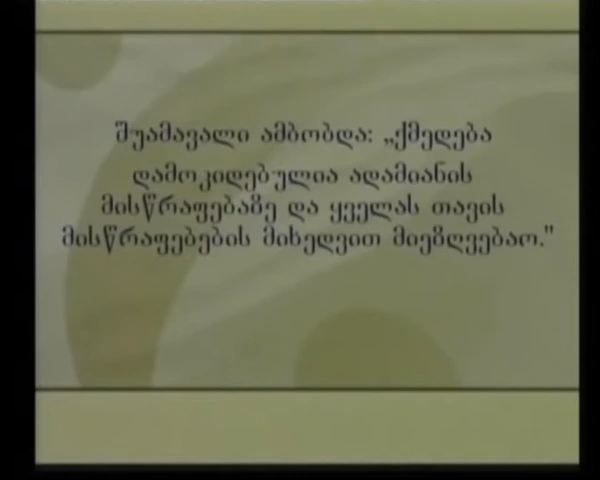 შუამავალი ამბობდა: „ქმედება
დამოკიდებულია ადამიანის
მისწრაფებაზე და ყველას თავის
მისწრაფებების მიხედვით მიეზღვებაო."